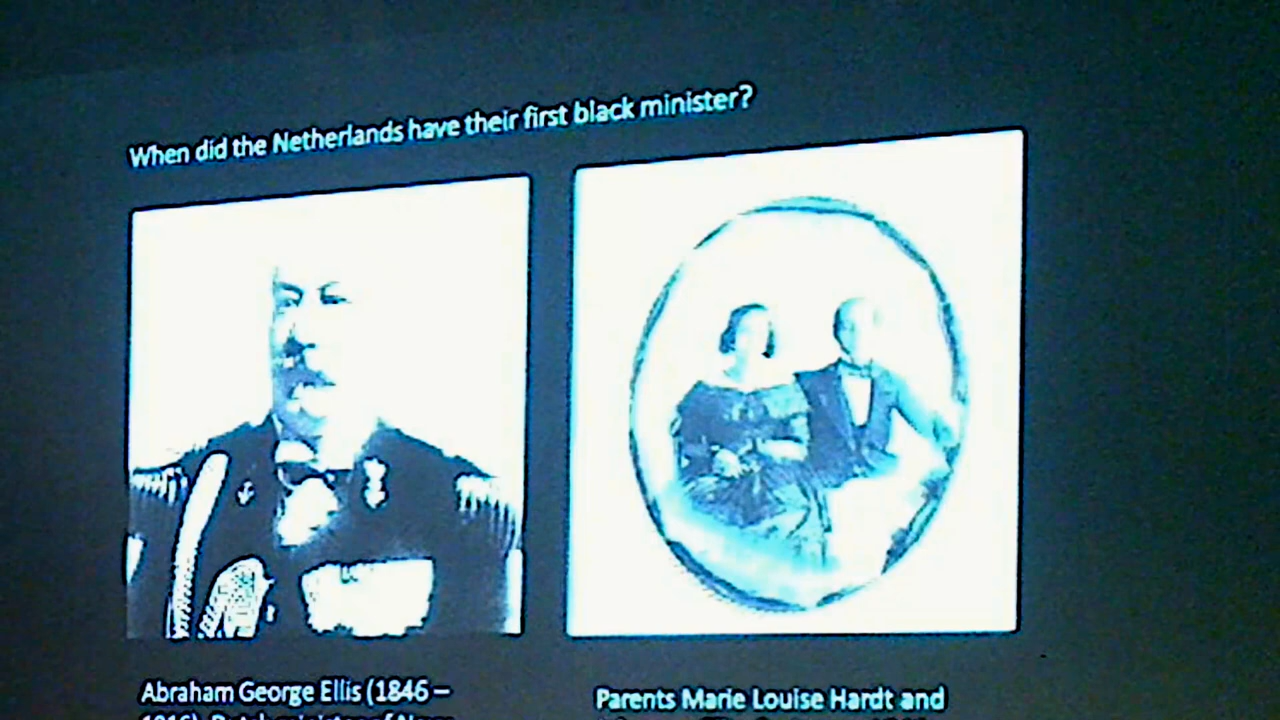 When did the Netherlands have their first black minister?
Abraham George Ellis (1846 –
Parents Marie Louise Hardt and